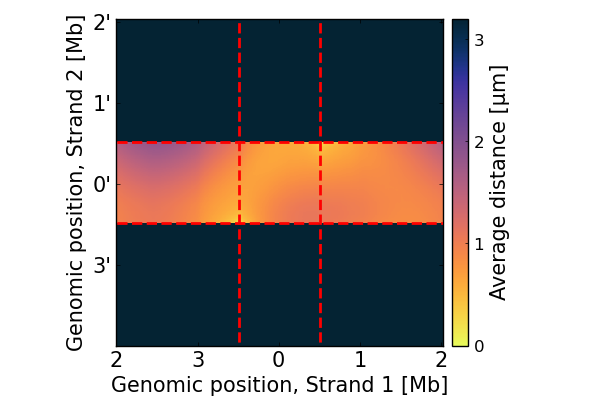 Genomic position, Strand 2 [Mb]
2'
1'
0'
3'
2 3 0 1 2
Genomic position, Strand 1 [Mb]
3
2
1
0
Average distance [μm]